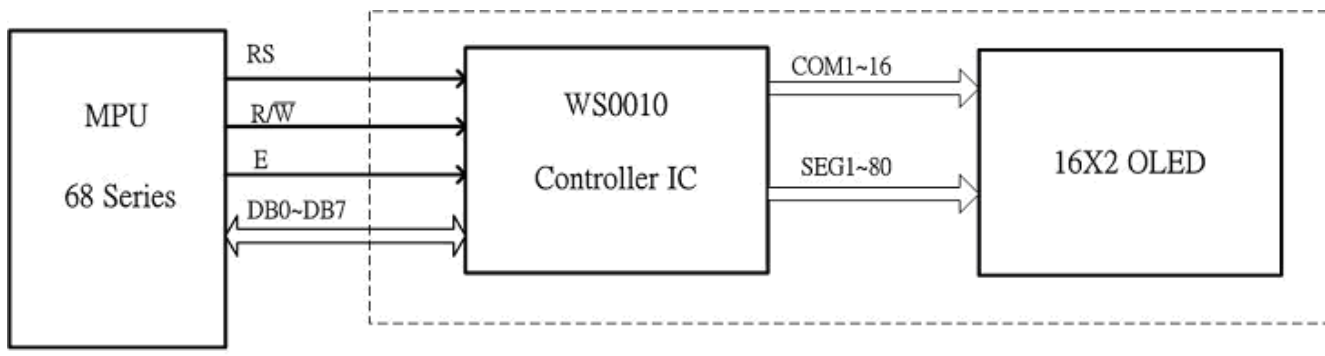 MPU
68 Series
RS
R/W̅
E
DB0~DB7
WS0010
Controller IC
COM1~16
SEG1~80
16X2 OLED